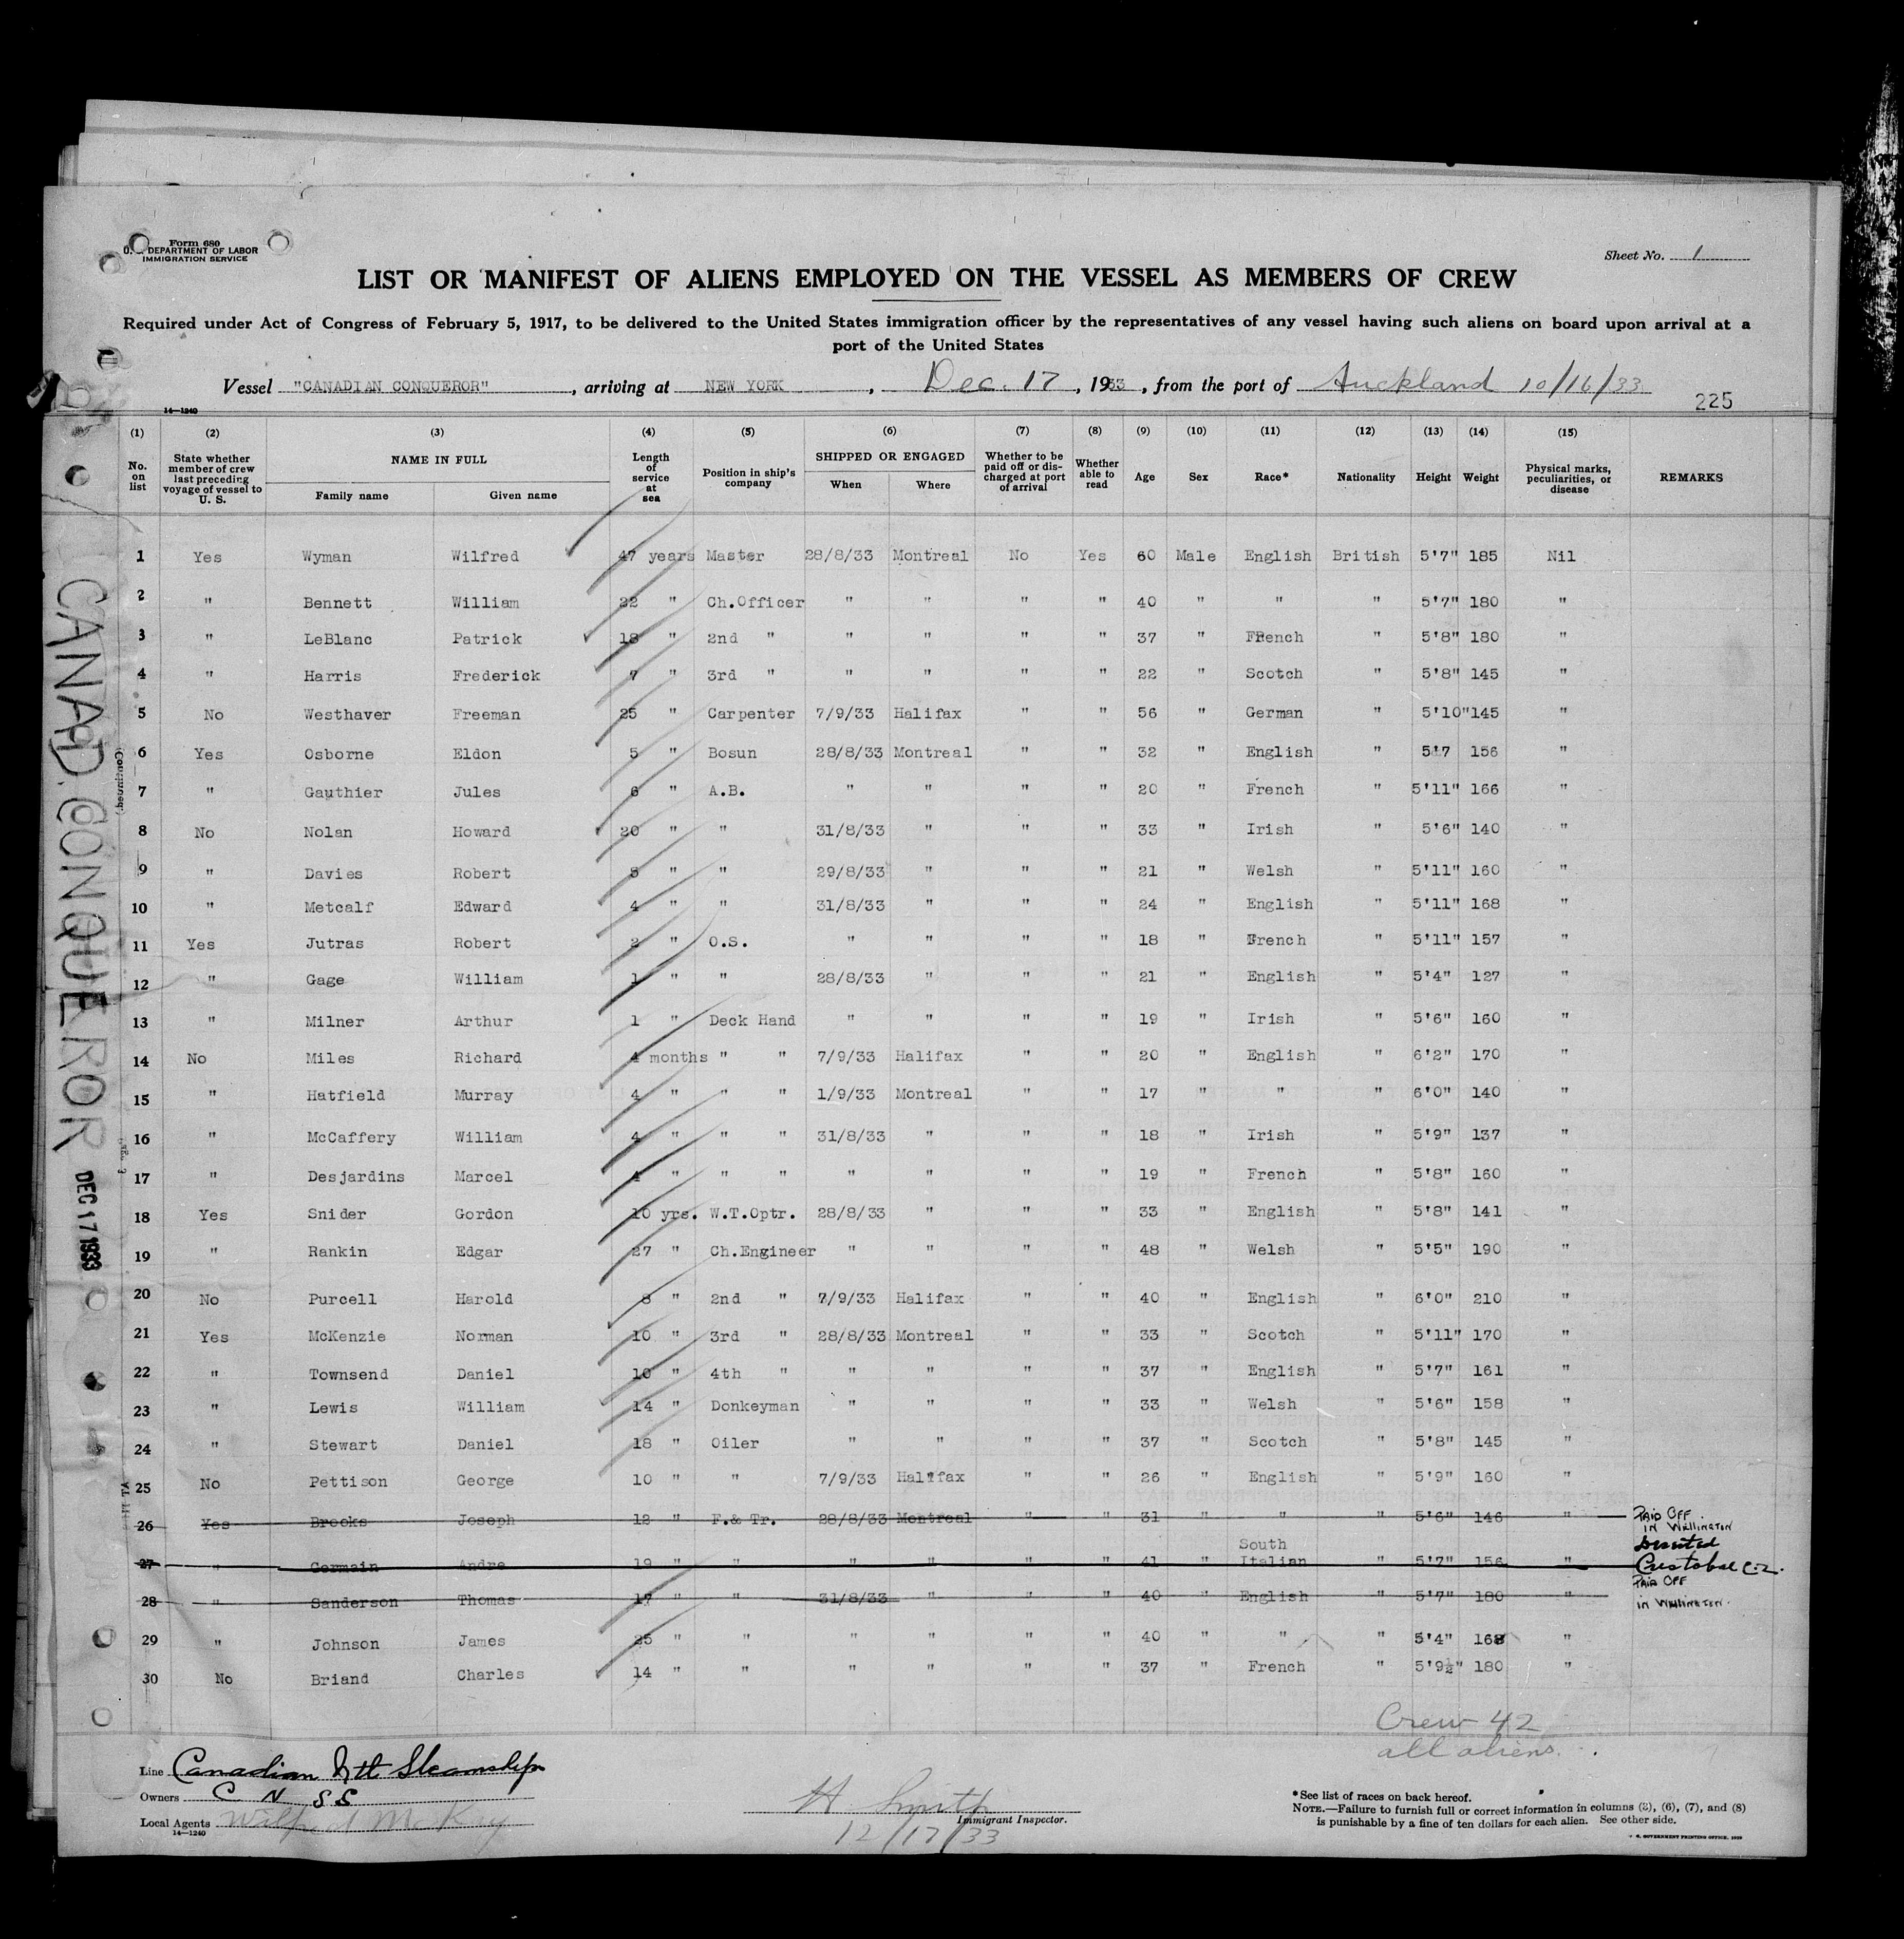 Form 680
DEPARTMENT OF LABOR
IMMIGRATION SERVICE
Sheet No. 1
LIST OR MANIFEST OF ALIENS EMPLOYED ON THE VESSEL AS MEMBERS OF CREW
Required under Act of Congress of February 5, 1917, to be delivered to the United States immigration officer by the representatives of any vessel having such aliens on board upon arrival at a
port of the United States
Vessel "CANADIAN CONQUEROR", arriving at NEW YORK, Dec. 17, 1933, from the port of Auckland 10/16/33
225
14—1240
(1) (2) (3) (4) (5) (6) (7) (8) (9) (10) (11) (12) (13) (14) (15)
No. on list State whether member of crew last preceding voyage of vessel to U. S. NAME IN FULL Family name Given name Length of service at sea Position in ship's company SHIPPED OR ENGAGED When Where Whether to be paid off or discharged at port of arrival Whether able to read Age Sex Race* Nationality Height Weight Physical marks, peculiarities, or disease REMARKS
1 Yes Wyman Wilfred 47 years Master 28/8/33 Montreal No Yes 60 Male English British 5'7" 185 Nil
2 " Bennett William 22 " Ch.Officer " " " " 40 " " " 5'7" 180 "
3 " LeBlanc Patrick 18 " 2nd " " " " " 37 " French " 5'8" 180 "
4 " Harris Frederick 7 " 3rd " " " " " 22 " Scotch " 5'8" 145 "
5 No Westhaver Freeman 25 " Carpenter 7/9/33 Halifax " " 56 " German " 5'10" 145 "
6 Yes Osborne Eldon 5 " Bosun 28/8/33 Montreal " " 32 " English " 5'7 156 "
7 " Gauthier Jules 6 " A.B. " " " " 20 " French " 5'11" 166 "
8 No Nolan Howard 20 " " 31/8/33 " " " 33 " Irish " 5'6" 140 "
9 " Davies Robert 5 " " 29/8/33 " " " 21 " Welsh " 5'11" 160 "
10 " Metcalf Edward 4 " " 31/8/33 " " " 24 " English " 5'11" 168 "
11 Yes Jutras Robert 2 " O.S. " " " " 18 " French " 5'11" 157 "
12 " Gage William 1 " " 28/8/33 " " " 21 " English " 5'4" 127 "
13 " Milner Arthur 1 " Deck Hand " " " " 19 " Irish " 5'6" 160 "
14 No Miles Richard 4 months " " 7/9/33 Halifax " " 20 " English " 6'2" 170 "
15 " Hatfield Murray 4 " " " 1/9/33 Montreal " " 17 " " " 6'0" 140 "
16 " McCaffery William 4 " " " 31/8/33 " " " 18 " Irish " 5'9" 137 "
17 " Desjardins Marcel 4 " " " " " " " 19 " French " 5'8" 160 "
18 Yes Snider Gordon 10 yrs. W.T.Optr. 28/8/33 " " " 33 " English " 5'8" 141 "
19 " Rankin Edgar 27 " Ch.Engineer " " " " 48 " Welsh " 5'5" 190 "
20 No Purcell Harold 8 " 2nd " 7/9/33 Halifax " " 40 " English " 6'0" 210 "
21 Yes McKenzie Norman 10 " 3rd " 28/8/33 Montreal " " 33 " Scotch " 5'11" 170 "
22 " Townsend Daniel 10 " 4th " " " " " 37 " English " 5'7" 161 "
23 " Lewis William 14 " Donkeyman " " " " 33 " Welsh " 5'6" 158 "
24 " Stewart Daniel 18 " Oiler " " " " 37 " Scotch " 5'8" 145 "
25 No Pettison George 10 " " 7/9/33 Halifax " " 26 " English " 5'9" 160 "
26 Yes Brooks Joseph 12 " F.& Tr. 28/8/33 Montreal " " 31 " " " 5'6" 146 " PAID OFF IN WELLINGTON
27 " Germain Andre 19 " " " " " " 41 " South Italian " 5'7" 156 " Deserted Cristobal C.Z.
28 " Sanderson Thomas 17 " " 31/8/33 " " " 40 " English " 5'7" 180 " PAID OFF IN WELLINGTON.
29 " Johnson James 25 " " " " " " 40 " " " 5'4" 168 "
30 No Briand Charles 14 " " " " " " 37 " French " 5'9½" 180 "
CANAD. CONQUEROR
DEC 17 1933
(Continued)
Crew 42
all aliens.
Line Canadian Ntl Steamships
Owners C N SS
Local Agents Wilfred McKay
14—1240
H Smith
Immigrant Inspector.
12/17/33
*See list of races on back hereof.
NOTE.—Failure to furnish full or correct information in columns (2), (6), (7), and (8)
is punishable by a fine of ten dollars for each alien. See other side.